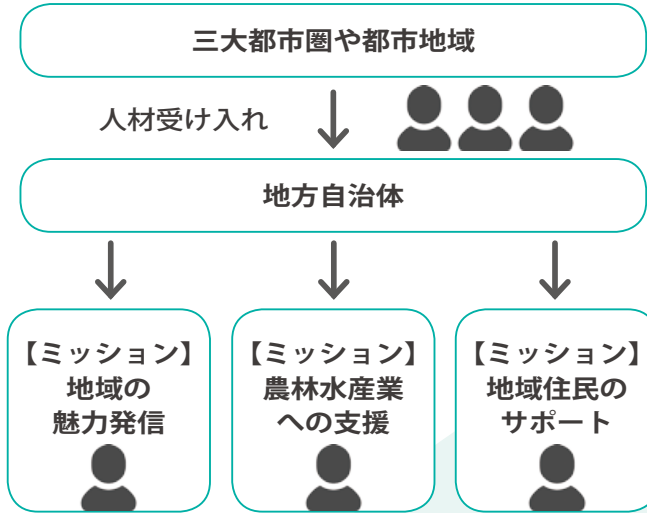 三大都市圏や都市地域
人材受け入れ
地方自治体
【ミッション】
地域の
魅力発信
【ミッション】
農林水産業
への支援
【ミッション】
地域住民の
サポート